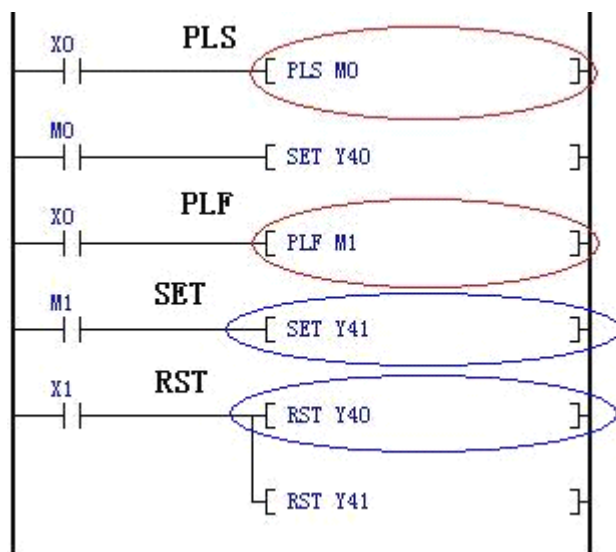 X0 PLS
PLS M0
M0
SET Y40
X0 PLF
PLF M1
M1 SET
SET Y41
X1 RST
RST Y40
RST Y41